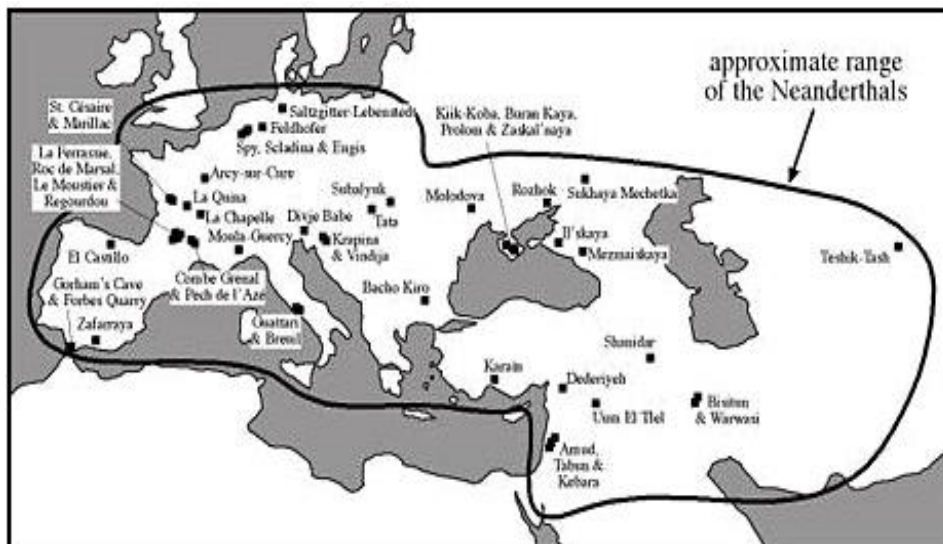 approximate range
of the Neanderthals
St. Césaire
& Marillac
Saltzgitter-Lebenstedt
Feldhofer
Spy, Scladina & Engis
Kiik-Koba, Buran Kaya,
Prolom & Zaskal'naya
La Ferrassie,
Roc de Marsal,
Le Moustier &
Regourdou
Arcy-sur-Cure
La Quina
La Chapelle
Moula-Guercy
Subalyuk
Tata
Molodova
Rozhok
Sukhaya Mechetka
Divje Babe
Krapina
& Vindija
Il'skaya
Mezmaiskaya
Teshik-Tash
El Castillo
Gorham's Cave
& Forbes Quarry
Zafarraya
Combe Grenal
& Pech de l'Azé
Guattari
& Breuil
Bacho Kiro
Shanidar
Karain
Dederiyeh
Uum El Tlel
Bisitun
& Warwasi
Amud,
Tabun &
Kebara